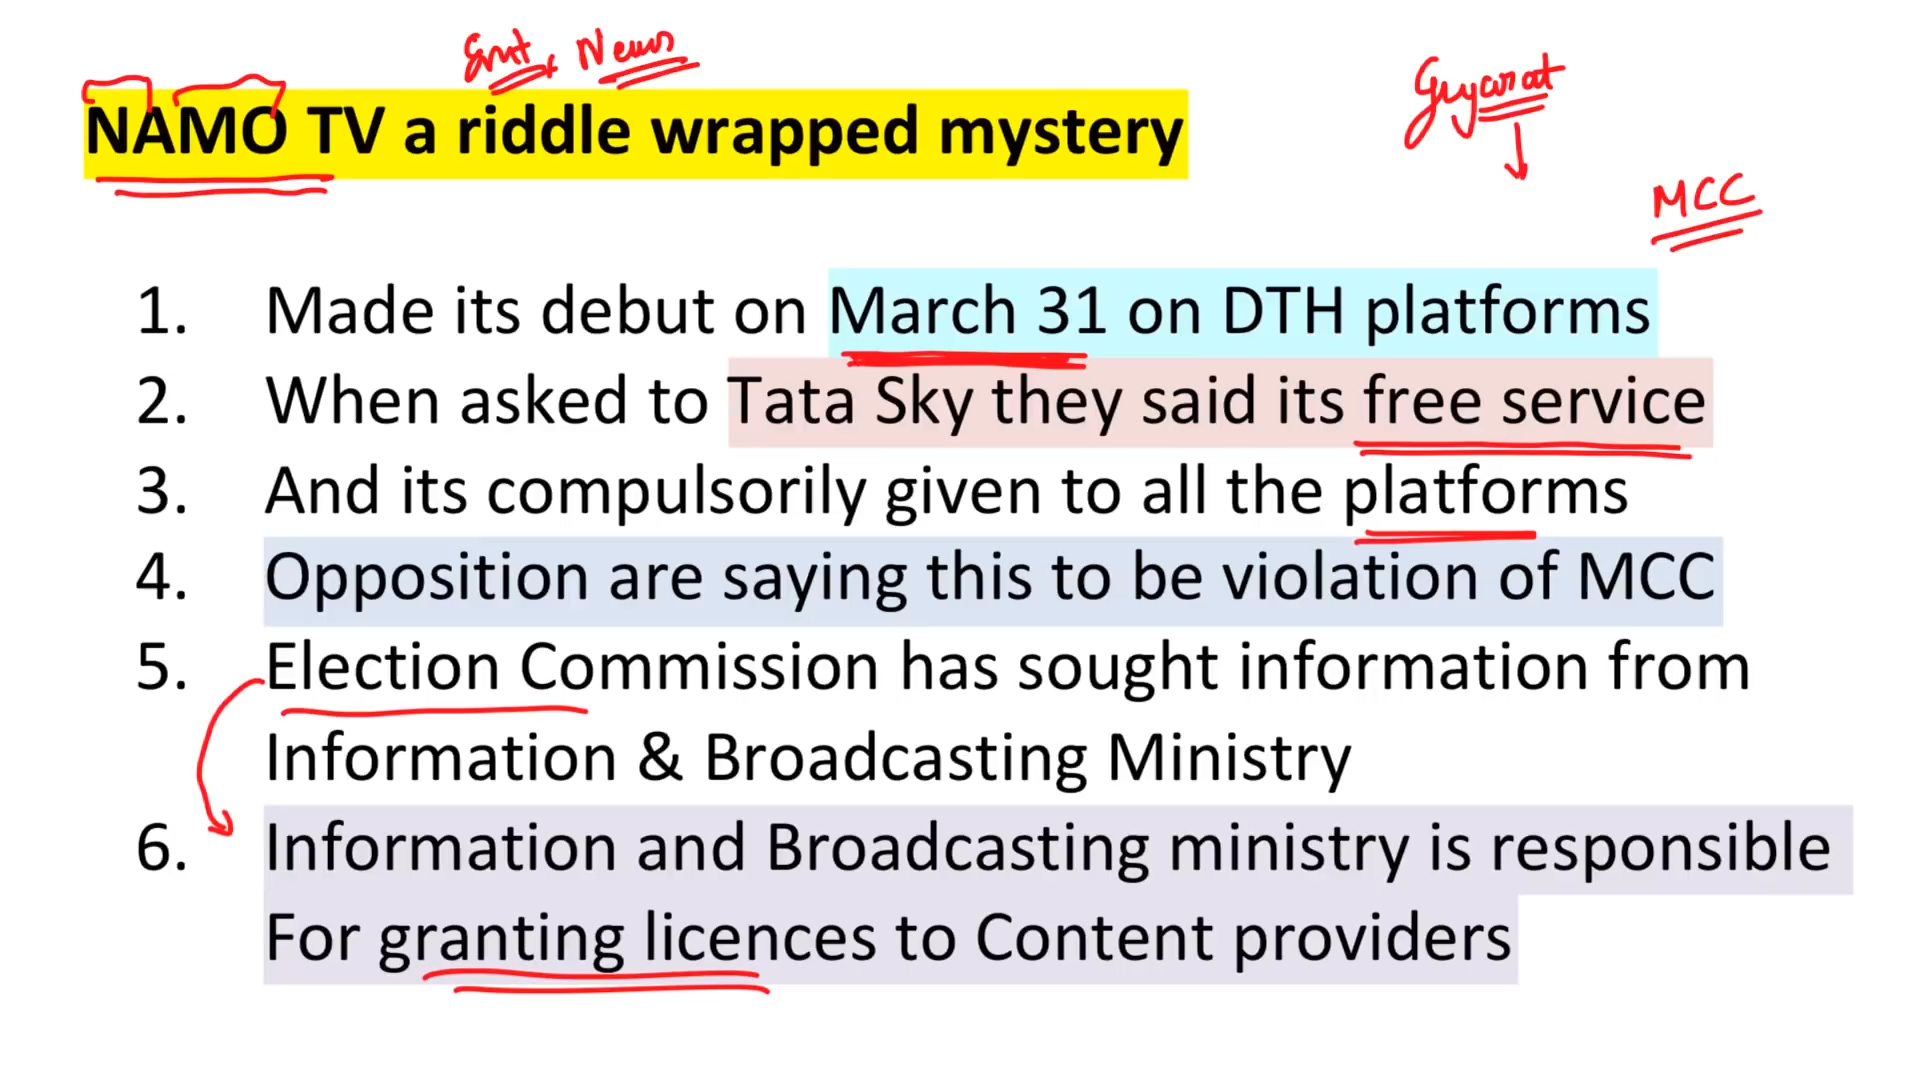 Ent, News
Gujarat
NAMO TV a riddle wrapped mystery
MCC
1. Made its debut on March 31 on DTH platforms
2. When asked to Tata Sky they said its free service
3. And its compulsorily given to all the platforms
4. Opposition are saying this to be violation of MCC
5. Election Commission has sought information from
Information & Broadcasting Ministry
6. Information and Broadcasting ministry is responsible
For granting licences to Content providers